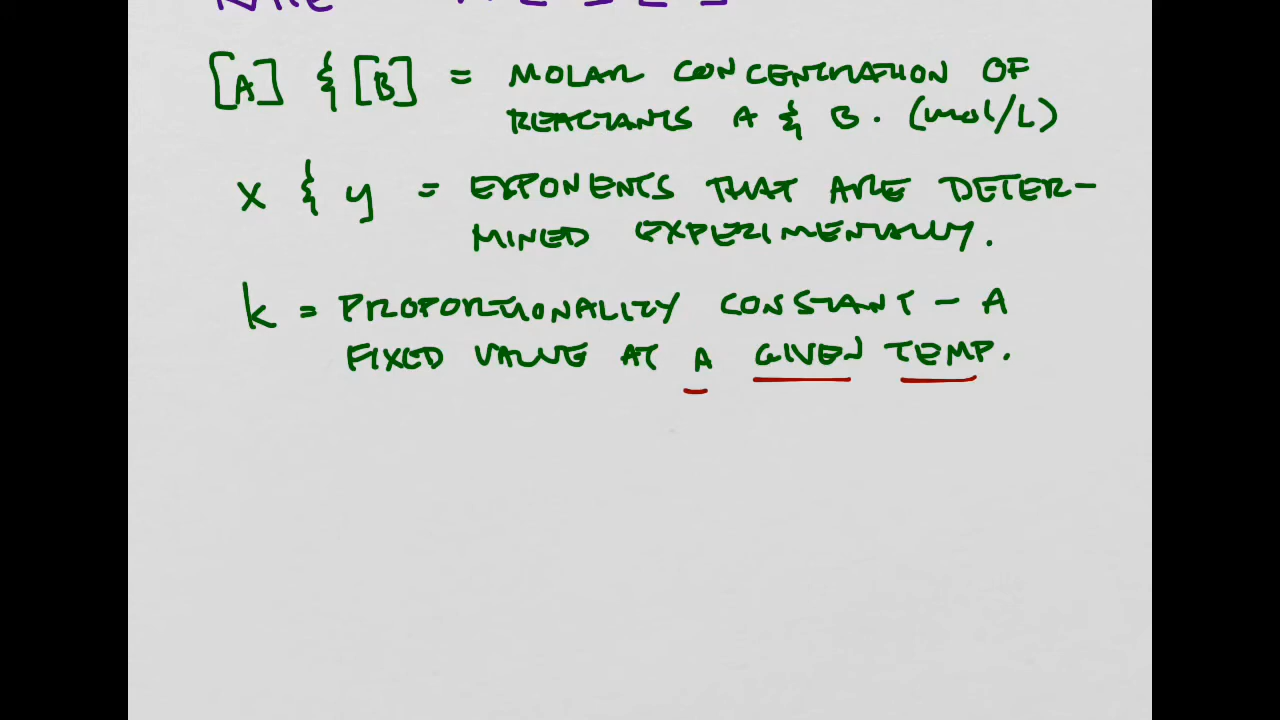 [A] & [B] = MOLAR CONCENTRATION OF
REACTANTS A & B. (mol/L)
x & y = EXPONENTS THAT ARE DETER-
MINED EXPERIMENTALLY.
k = PROPORTIONALITY CONSTANT - A
FIXED VALUE AT A GIVEN TEMP.